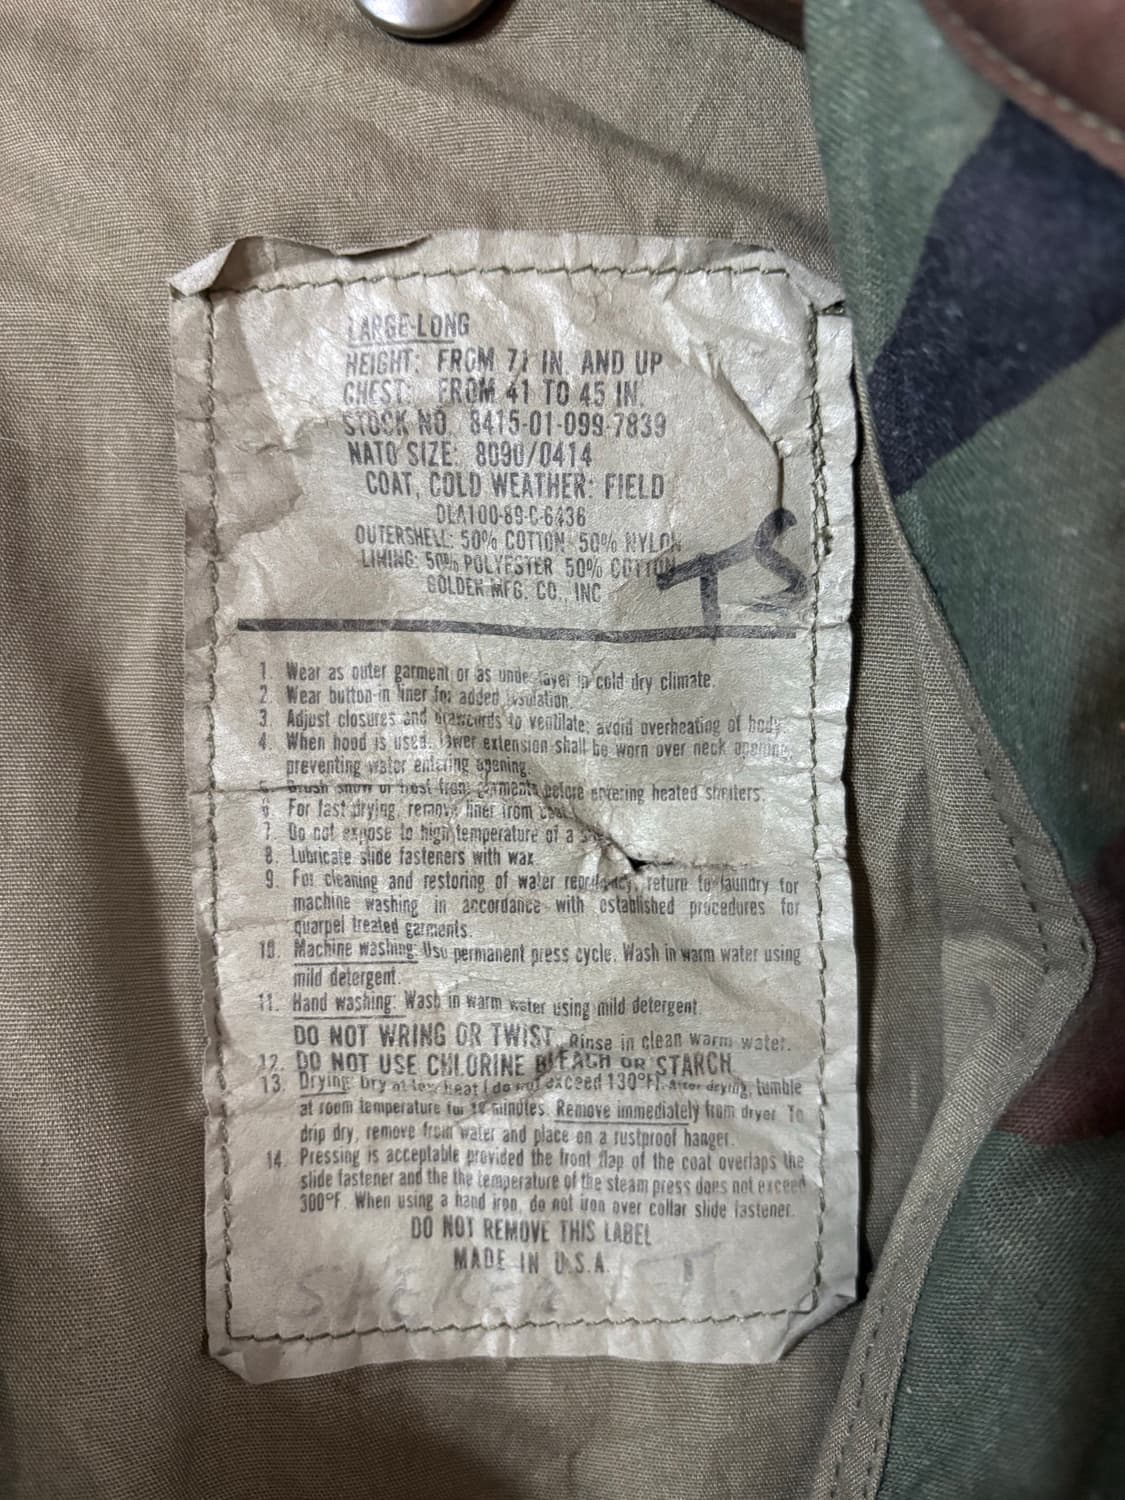 LARGE-LONG
HEIGHT: FROM 71 IN. AND UP
CHEST: FROM 41 TO 45 IN.
STOCK NO. 8415-01-099-7839
NATO SIZE: 8090/0414
COAT, COLD WEATHER: FIELD
DLA100-89-C-6436
OUTERSHELL: 50% COTTON 50% NYLON
LINING: 50% POLYESTER 50% COTTON
GOLDEN MFG. CO., INC
TS
1. Wear as outer garment or as underlayer in cold dry climate.
2. Wear button-in liner for added insulation.
3. Adjust closures and drawcords to ventilate, avoid overheating of body.
4. When hood is used, lower extension shall be worn over neck opening,
preventing water entering opening.
5. Brush snow or frost from garments before entering heated shelters.
6. For fast drying, remove liner from coat.
7. Do not expose to high temperature of a
8. Lubricate slide fasteners with wax.
9. For cleaning and restoring of water repellency, return to laundry for
machine washing in accordance with established procedures for
quarpel treated garments.
10. Machine washing: Use permanent press cycle. Wash in warm water using
mild detergent.
11. Hand washing: Wash in warm water using mild detergent.
DO NOT WRING OR TWIST. Rinse in clean warm water.
12. DO NOT USE CHLORINE BLEACH OR STARCH
13. Drying: Dry at low heat (do not exceed 130°F). After drying, tumble
at room temperature for 10 minutes. Remove immediately from dryer. To
drip dry, remove from water and place on a rustproof hanger.
14. Pressing is acceptable provided the front flap of the coat overlaps the
slide fastener and the the temperature of the steam press does not exceed
300°F. When using a hand iron, do not iron over collar slide fastener.
DO NOT REMOVE THIS LABEL
MADE IN U.S.A.